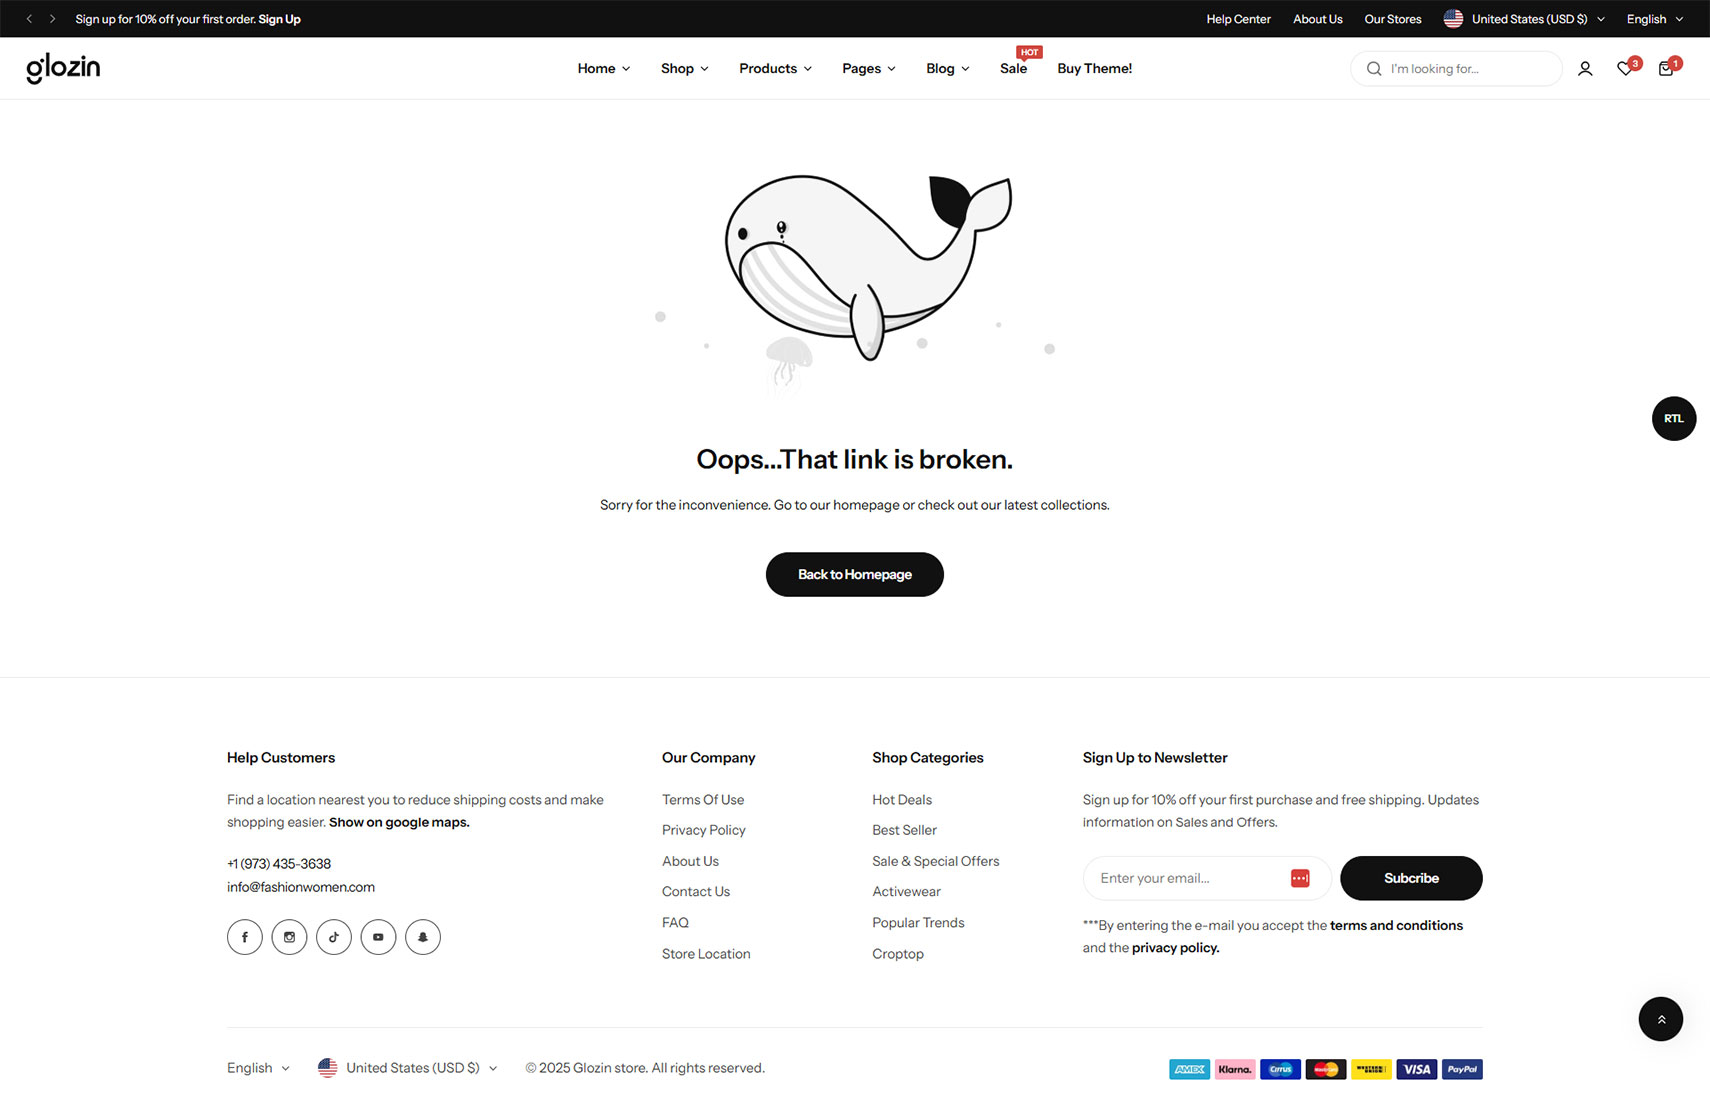 Sign up for 10% off your first order. Sign Up
Help Center
About Us
Our Stores
United States (USD $)
English
glozin
Home
Shop
Products
Pages
Blog
Sale
HOT
Buy Theme!
I'm looking for...
3
1
RTL
Oops...That link is broken.
Sorry for the inconvenience. Go to our homepage or check out our latest collections.
Back to Homepage
Help Customers
Find a location nearest you to reduce shipping costs and make
shopping easier. Show on google maps.
+1 (973) 435-3638
info@fashionwomen.com
Our Company
Terms Of Use
Privacy Policy
About Us
Contact Us
FAQ
Store Location
Shop Categories
Hot Deals
Best Seller
Sale & Special Offers
Activewear
Popular Trends
Croptop
Sign Up to Newsletter
Sign up for 10% off your first purchase and free shipping. Updates
information on Sales and Offers.
Enter your email...
Subcribe
***By entering the e-mail you accept the terms and conditions
and the privacy policy.
English
United States (USD $)
© 2025 Glozin store. All rights reserved.
AMEX
Klarna.
Cirrus
MasterCard
WESTERN UNION
VISA
PayPal